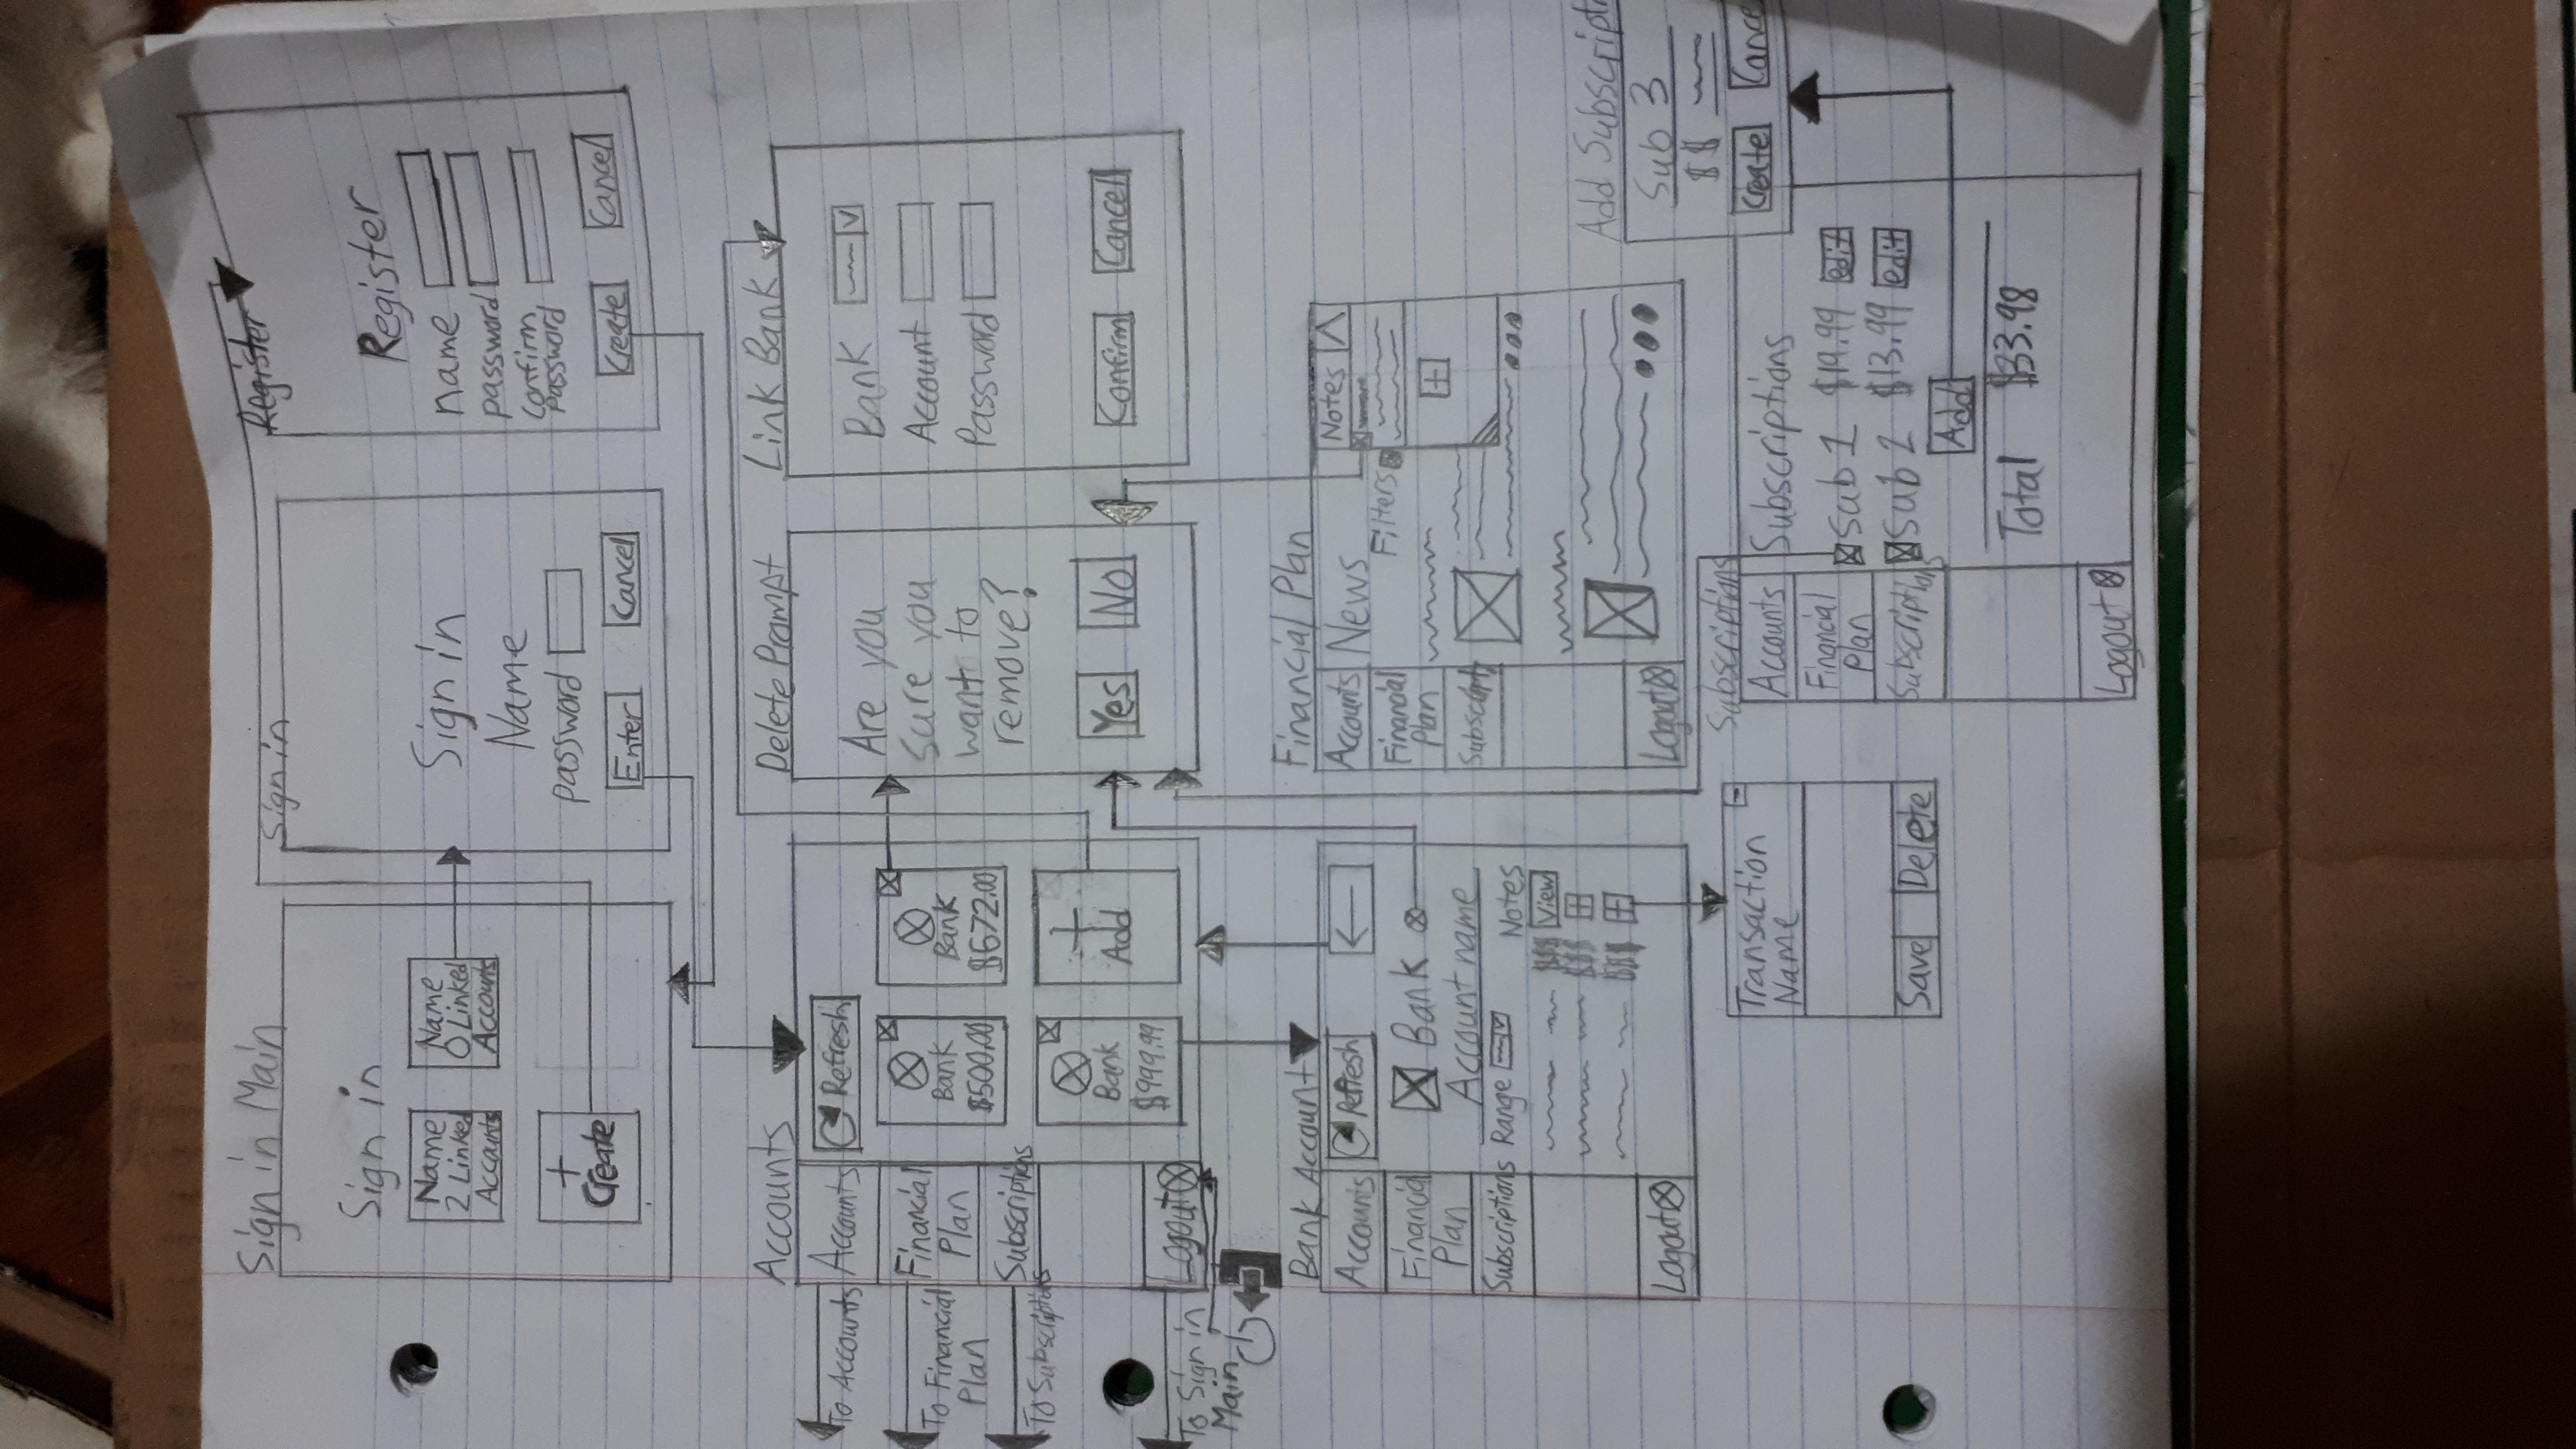 Sign in Main
Sign in
Name
2 Linked
Accounts
Name
0 Linked
Accounts
+
Create
Sign in
Sign in
Name
password
Enter
Cancel
Register
Register
name
password
confirm
password
Create
Cancel
Accounts
To Accounts
To Financial
Plan
To Subscriptions
To Sign in
Main
Accounts
Financial
Plan
Subscriptions
Logout
Refresh
Bank
$500.00
Bank
$672.00
Bank
$999.99
+
Add
Delete Prompt
Are you
sure you
want to
remove?
Yes
No
Link Bank
Bank
Account
Password
Confirm
Cancel
Bank Account
Accounts
Financial
Plan
Subscriptions
Logout
Refresh
Bank
Account name
Range
Notes
$$$ View
$$$ +
$$$ +
Transaction
Name
Save
Delete
Financial Plan
Accounts
Financial
Plan
Subscript
Logout
News
Filters
Notes
+
Add Subscript
Sub 3
$$
Create
Cance
Subscriptions
Accounts
Financial
Plan
Subscriptions
Logout
Subscriptions
Sub 1 $19.99 edit
Sub 2 $13.99 edit
Add
Total $33.98